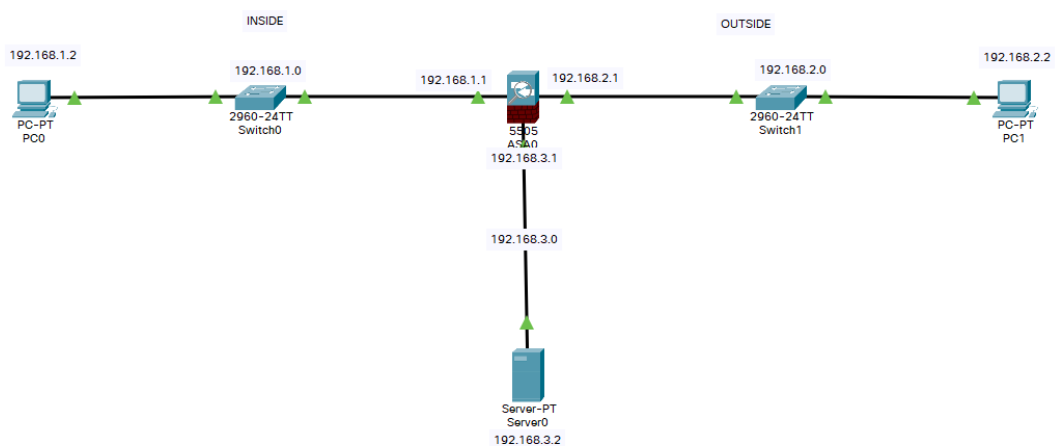 INSIDE
OUTSIDE
192.168.1.2
192.168.2.2
192.168.1.0
192.168.2.0
192.168.1.1
192.168.2.1
PC-PT
PC0
2960-24TT
Switch0
5505
ASA0
2960-24TT
Switch1
PC-PT
PC1
192.168.3.1
192.168.3.0
Server-PT
Server0
192.168.3.2